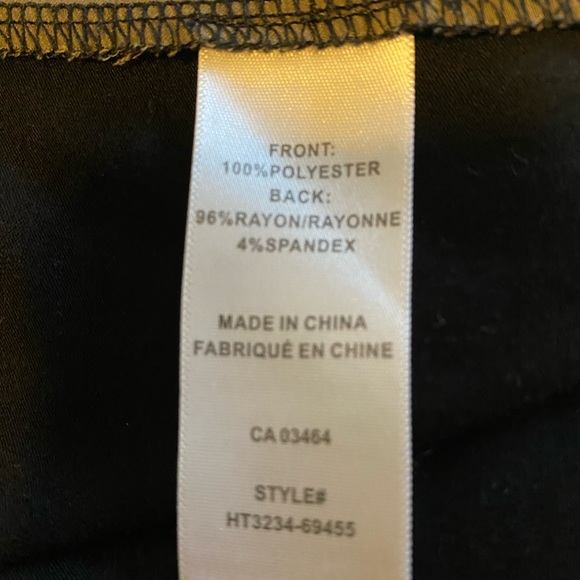 FRONT:
100%POLYESTER
BACK:
96%RAYON/RAYONNE
4%SPANDEX
MADE IN CHINA
FABRIQUÉ EN CHINE
CA 03464
STYLE#
HT3234-69455